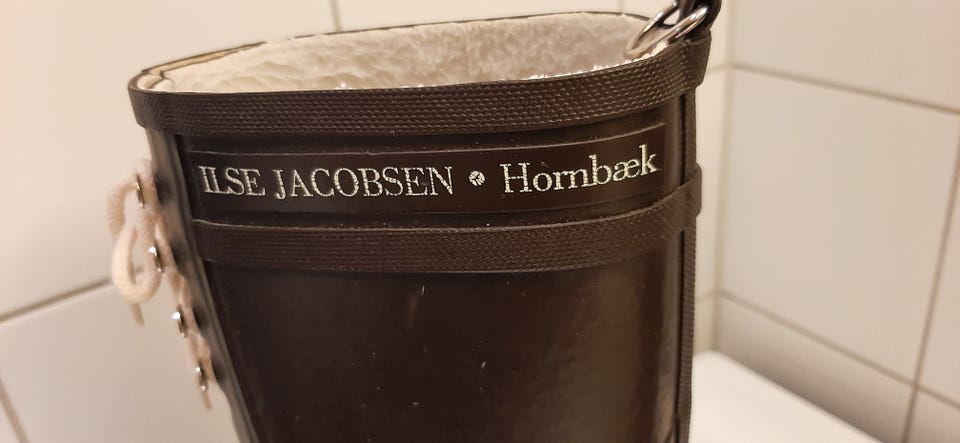 ILSE JACOBSEN • Hornbæk